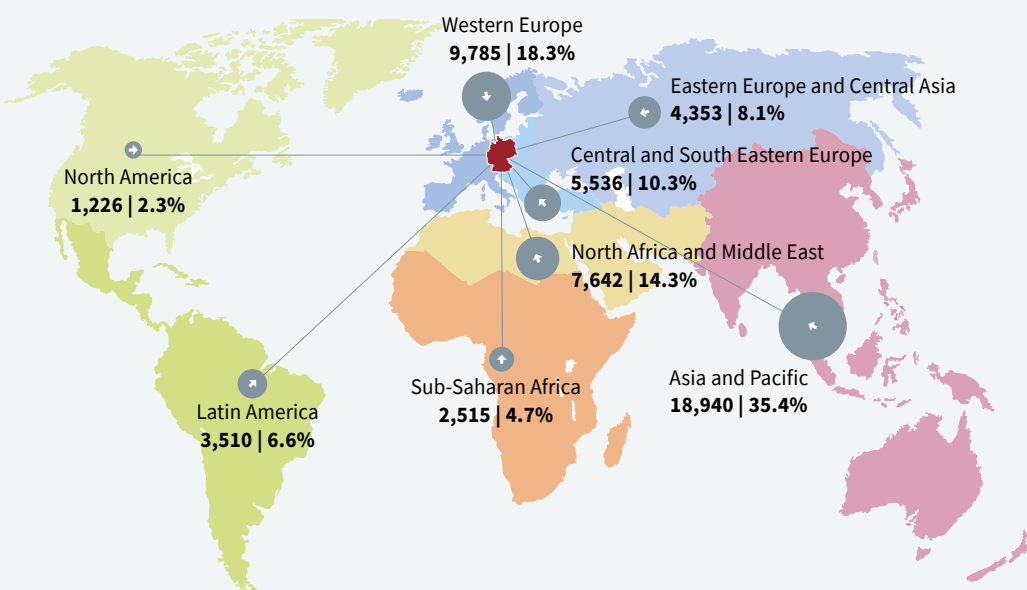 Western Europe
9,785 | 18.3%
Eastern Europe and Central Asia
4,353 | 8.1%
Central and South Eastern Europe
5,536 | 10.3%
North America
1,226 | 2.3%
North Africa and Middle East
7,642 | 14.3%
Asia and Pacific
18,940 | 35.4%
Sub-Saharan Africa
2,515 | 4.7%
Latin America
3,510 | 6.6%